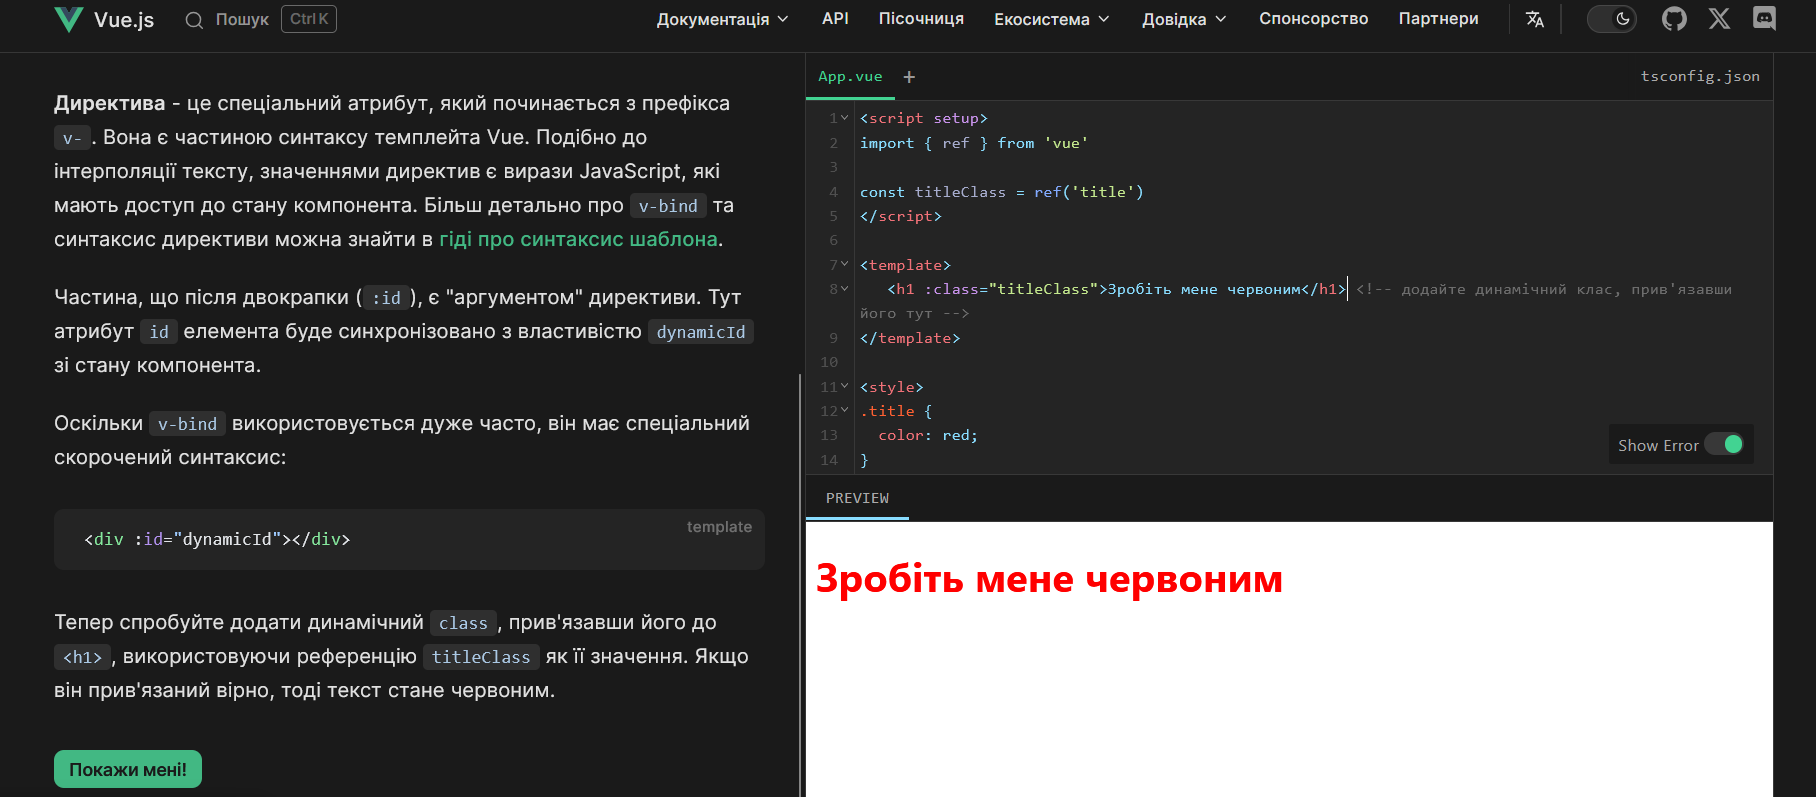 Vue.js
Пошук
Ctrl K
Документація
API
Пісочниця
Екосистема
Довідка
Спонсорство
Партнери
Директива - це спеціальний атрибут, який починається з префікса
v- . Вона є частиною синтаксу темплейта Vue. Подібно до
інтерполяції тексту, значеннями директив є вирази JavaScript, які
мають доступ до стану компонента. Більш детально про v-bind та
синтаксис директиви можна знайти в гіді про синтаксис шаблона.
Частина, що після двокрапки ( :id ), є "аргументом" директиви. Тут
атрибут id елемента буде синхронізовано з властивістю dynamicId
зі стану компонента.
Оскільки v-bind використовується дуже часто, він має спеціальний
скорочений синтаксис:
template
<div :id="dynamicId"></div>
Тепер спробуйте додати динамічний class , прив'язавши його до
<h1> , використовуючи референцію titleClass як її значення. Якщо
він прив'язаний вірно, тоді текст стане червоним.
Покажи мені!
App.vue +
tsconfig.json
1 <script setup>
2 import { ref } from 'vue'
3
4 const titleClass = ref('title')
5 </script>
6
7 <template>
8 <h1 :class="titleClass">Зробіть мене червоним</h1> <!-- додайте динамічний клас, прив'язавши
його тут -->
9 </template>
10
11 <style>
12 .title {
13 color: red;
14 }
Show Error
PREVIEW
Зробіть мене червоним